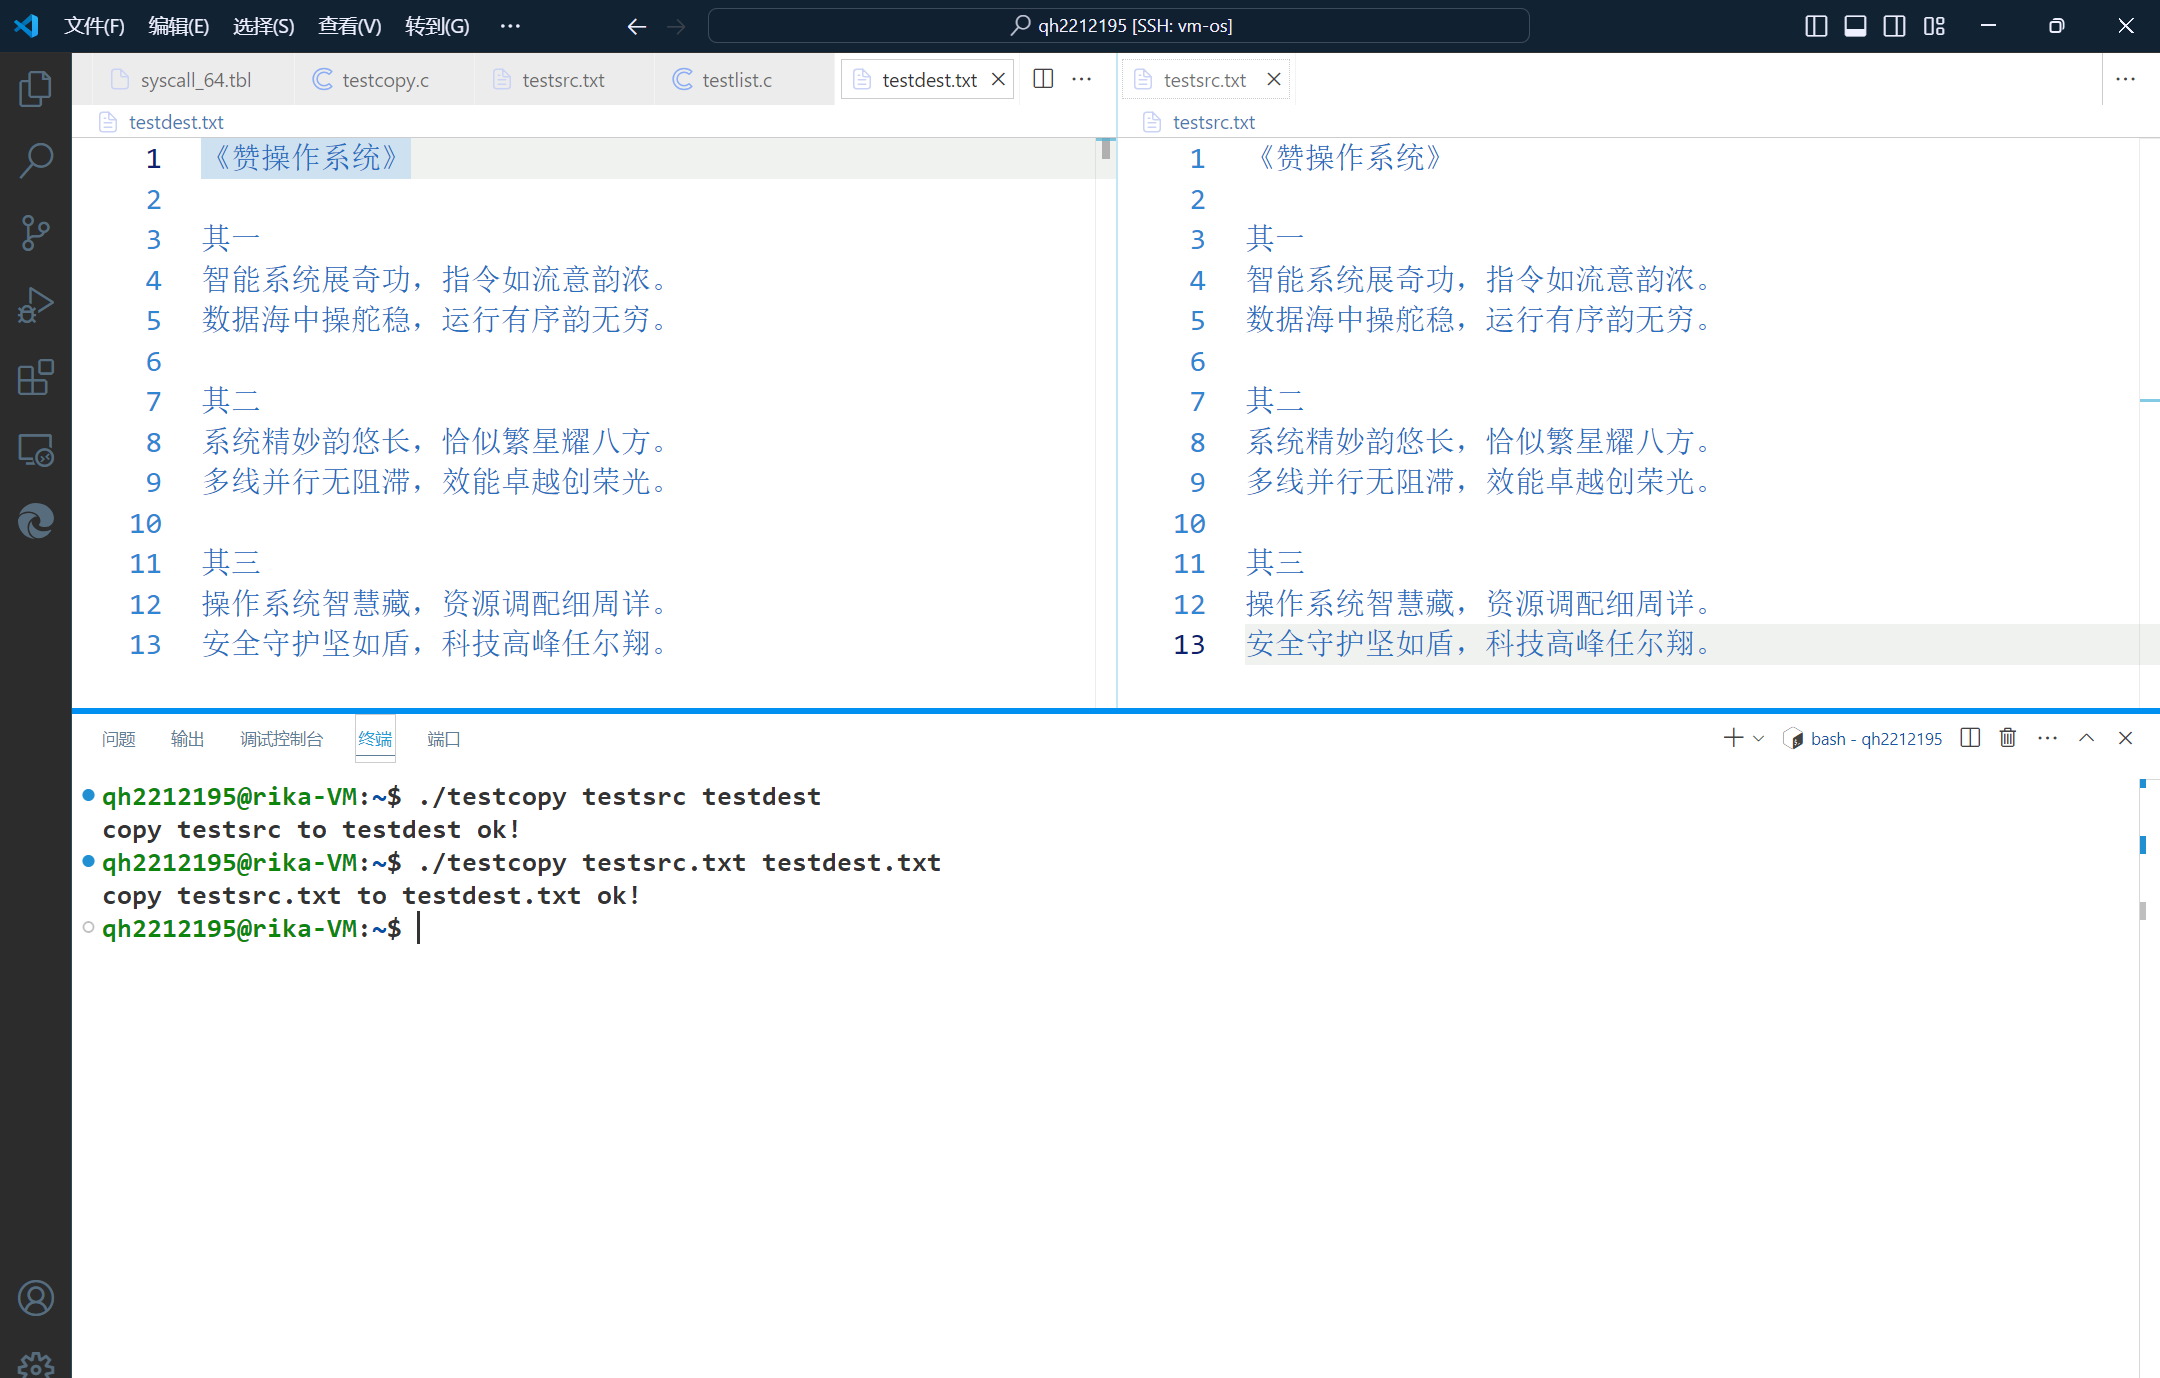 文件(F) 编辑(E) 选择(S) 查看(V) 转到(G) ··· qh2212195 [SSH: vm-os]
syscall_64.tbl testcopy.c testsrc.txt testlist.c testdest.txt testsrc.txt
testdest.txt
1 《赞操作系统》
2
3 其一
4 智能系统展奇功，指令如流意韵浓。
5 数据海中操舵稳，运行有序韵无穷。
6
7 其二
8 系统精妙韵悠长，恰似繁星耀八方。
9 多线并行无阻滞，效能卓越创荣光。
10
11 其三
12 操作系统智慧藏，资源调配细周详。
13 安全守护坚如盾，科技高峰任尔翔。
testsrc.txt
1 《赞操作系统》
2
3 其一
4 智能系统展奇功，指令如流意韵浓。
5 数据海中操舵稳，运行有序韵无穷。
6
7 其二
8 系统精妙韵悠长，恰似繁星耀八方。
9 多线并行无阻滞，效能卓越创荣光。
10
11 其三
12 操作系统智慧藏，资源调配细周详。
13 安全守护坚如盾，科技高峰任尔翔。
问题 输出 调试控制台 终端 端口 bash - qh2212195
qh2212195@rika-VM:~$ ./testcopy testsrc testdest
copy testsrc to testdest ok!
qh2212195@rika-VM:~$ ./testcopy testsrc.txt testdest.txt
copy testsrc.txt to testdest.txt ok!
qh2212195@rika-VM:~$